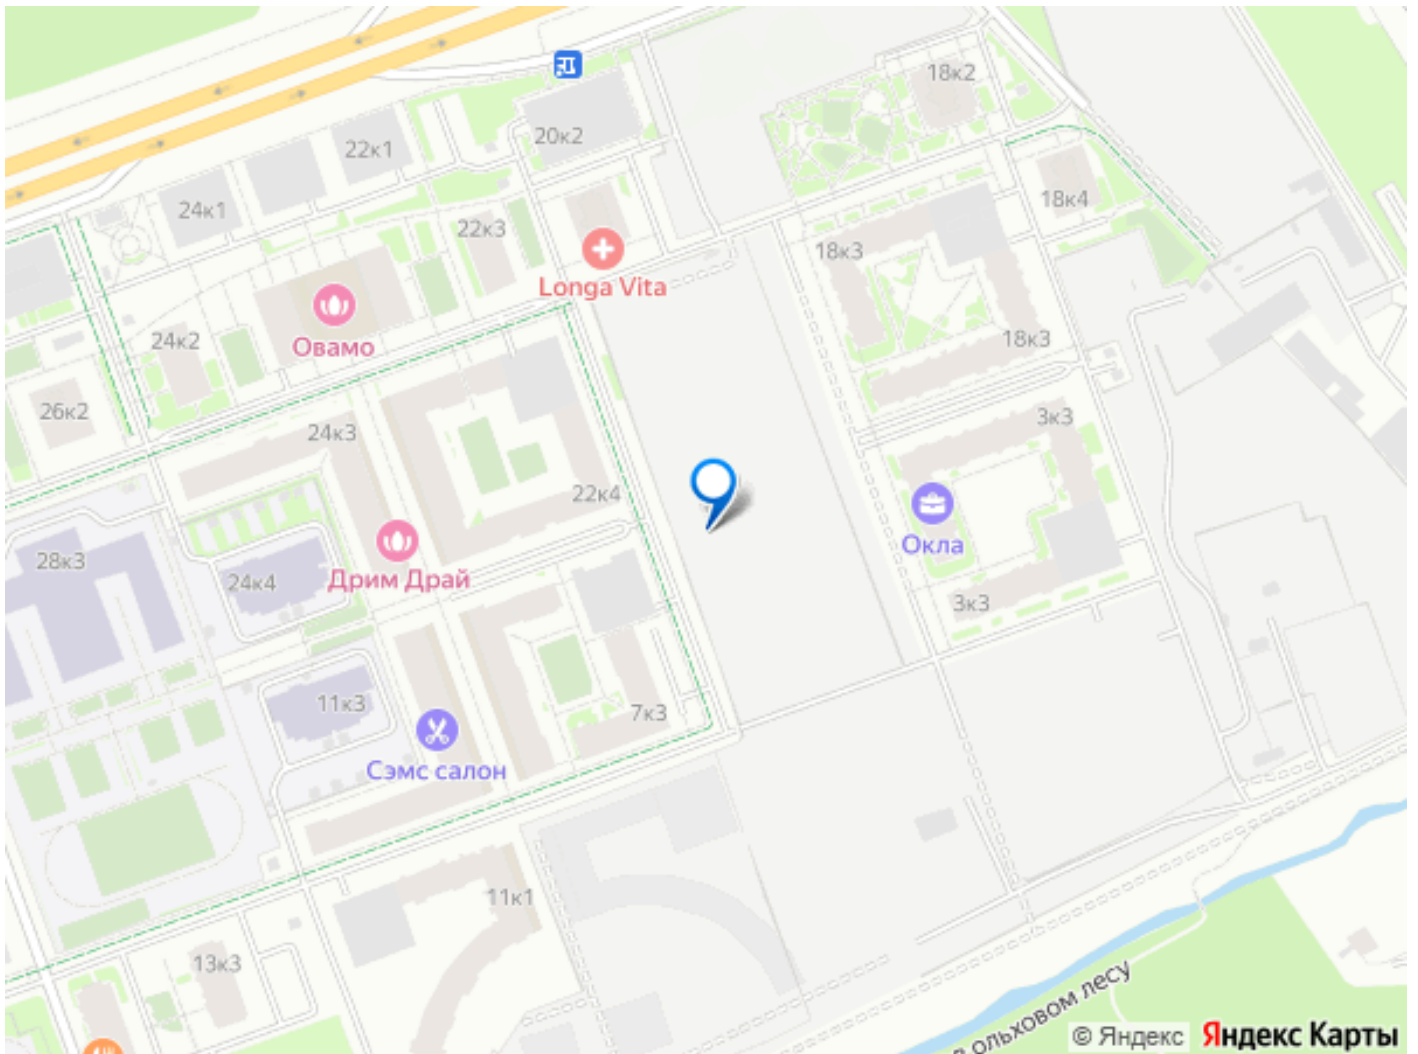 18к2
20к2
22к1
18к4
24к1
22к3
18к3
Longa Vita
Овамо
24к2
18к3
26к2
3к3
24к3
22к4
Окла
28к3
24к4
Дрим Драй
3к3
11к3
7к3
Сэмс салон
11к1
13к3
ольховом лесу
© Яндекс
Яндекс Карты